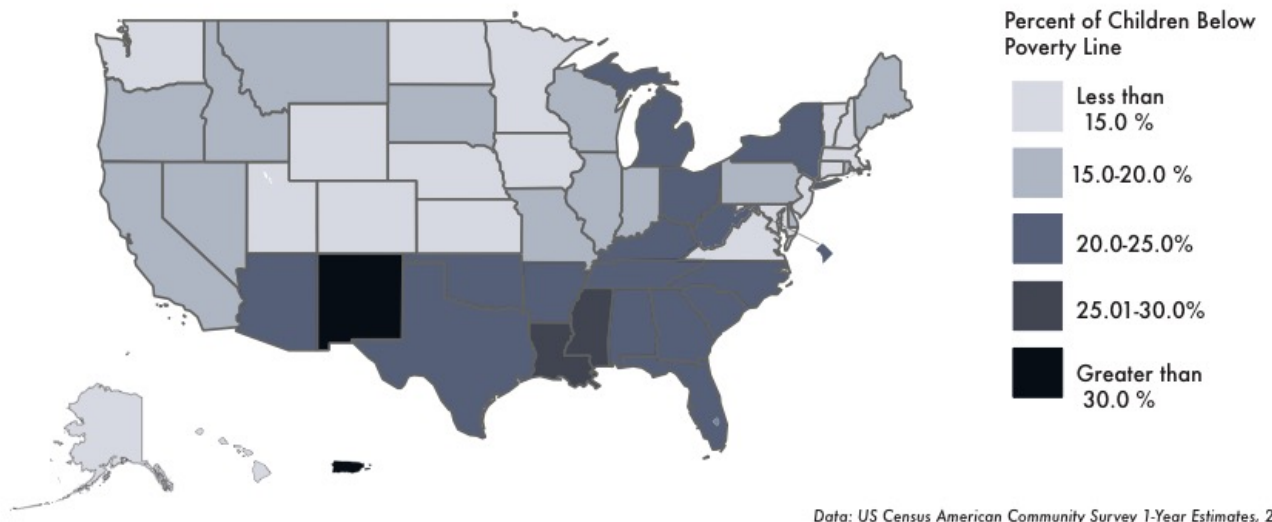 Percent of Children Below
Poverty Line
Less than
15.0 %
15.0-20.0 %
20.0-25.0%
25.01-30.0%
Greater than
30.0 %
Data: US Census American Community Survey 1-Year Estimates, 2